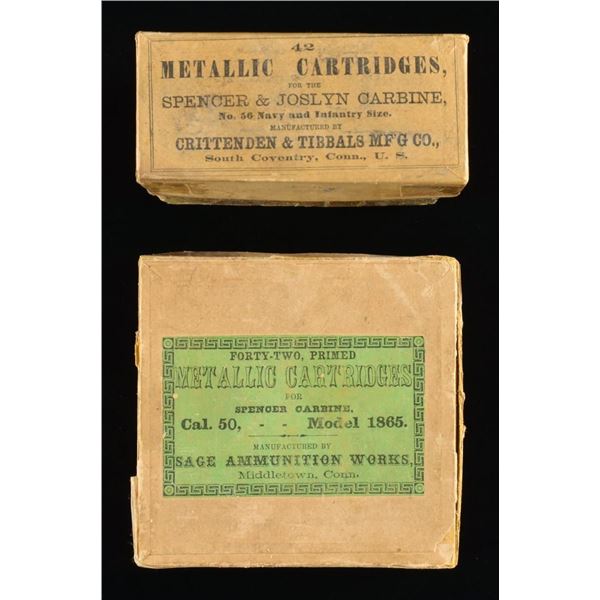 42
METALLIC CARTRIDGES,
FOR THE
SPENCER & JOSLYN CARBINE,
No. 56 Navy and Infantry Size.
MANUFACTURED BY
CRITTENDEN & TIBBALS MF'G CO.,
South Coventry, Conn., U. S.
FORTY-TWO, PRIMED
METALLIC CARTRIDGES
FOR
SPENCER CARBINE,
Cal. 50, - - Model 1865.
MANUFACTURED BY
SAGE AMMUNITION WORKS,
Middletown, Conn.